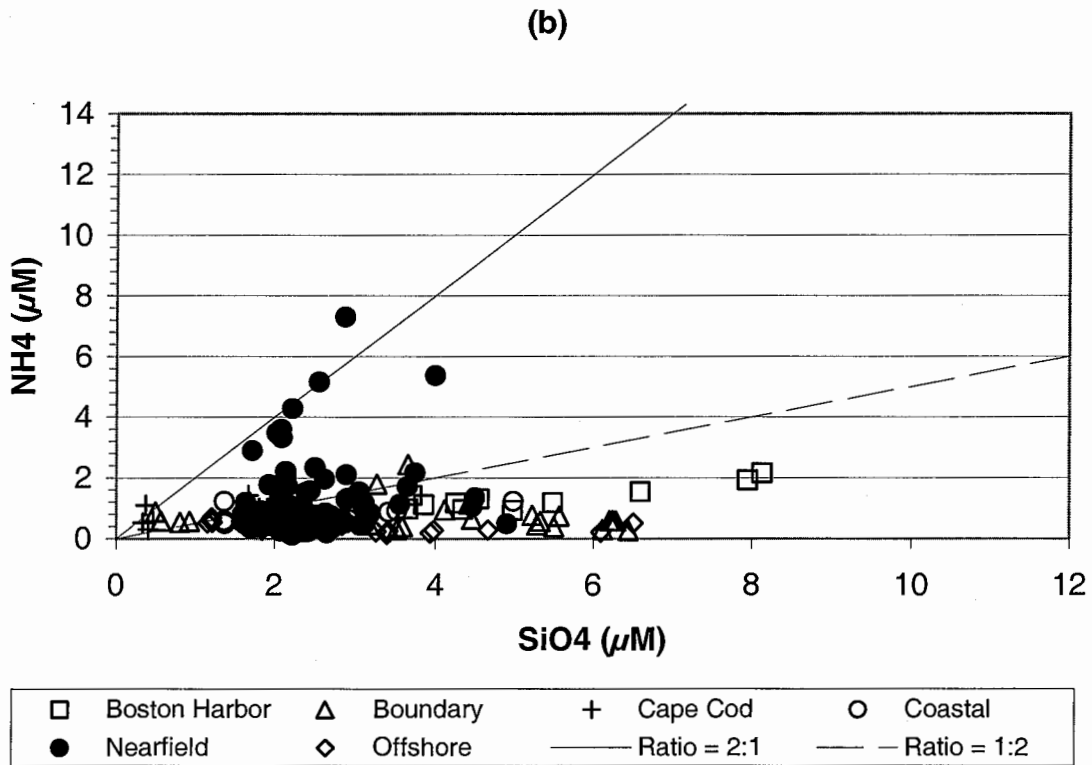 (b)
14
12
10
8
6
4
2
0
NH4 (µM)
0 2 4 6 8 10 12
SiO4 (µM)
Boston Harbor Boundary Cape Cod Coastal
Nearfield Offshore Ratio = 2:1 Ratio = 1:2